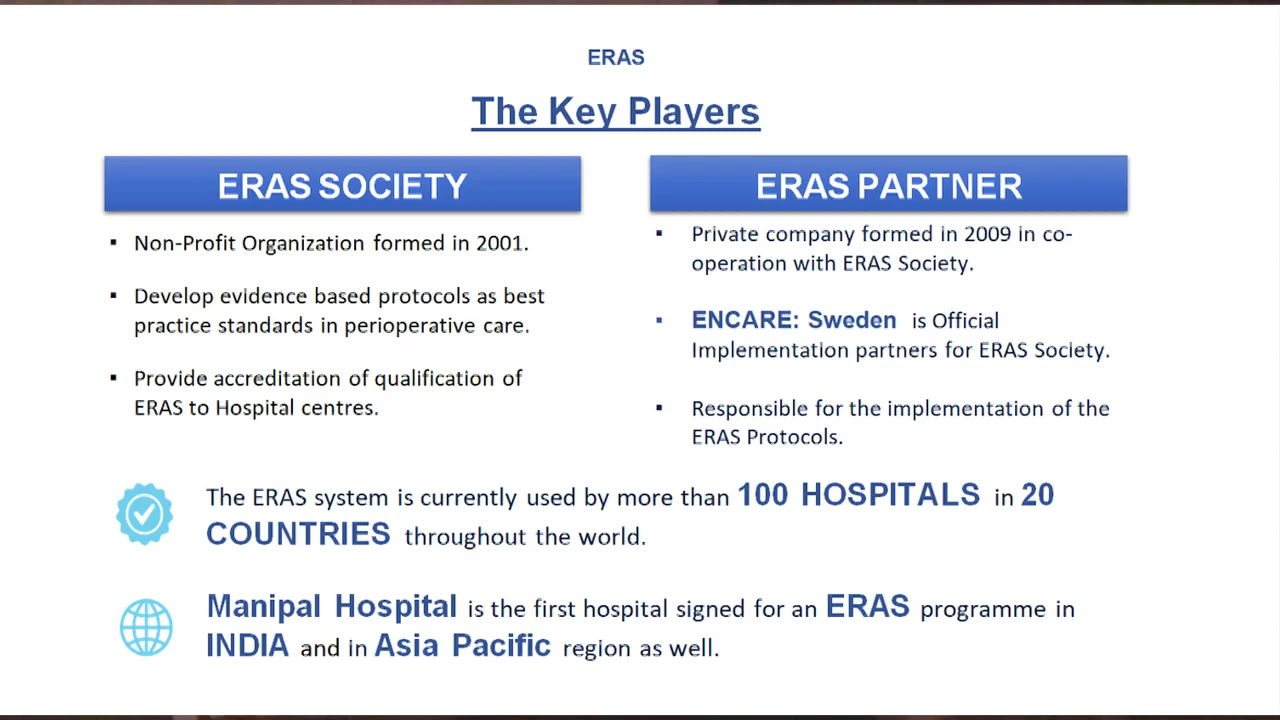 ERAS
The Key Players
ERAS SOCIETY
▪ Non-Profit Organization formed in 2001.
▪ Develop evidence based protocols as best
practice standards in perioperative care.
▪ Provide accreditation of qualification of
ERAS to Hospital centres.
ERAS PARTNER
▪ Private company formed in 2009 in co-
operation with ERAS Society.
▪ ENCARE: Sweden is Official
Implementation partners for ERAS Society.
▪ Responsible for the implementation of the
ERAS Protocols.
The ERAS system is currently used by more than 100 HOSPITALS in 20
COUNTRIES throughout the world.
Manipal Hospital is the first hospital signed for an ERAS programme in
INDIA and in Asia Pacific region as well.